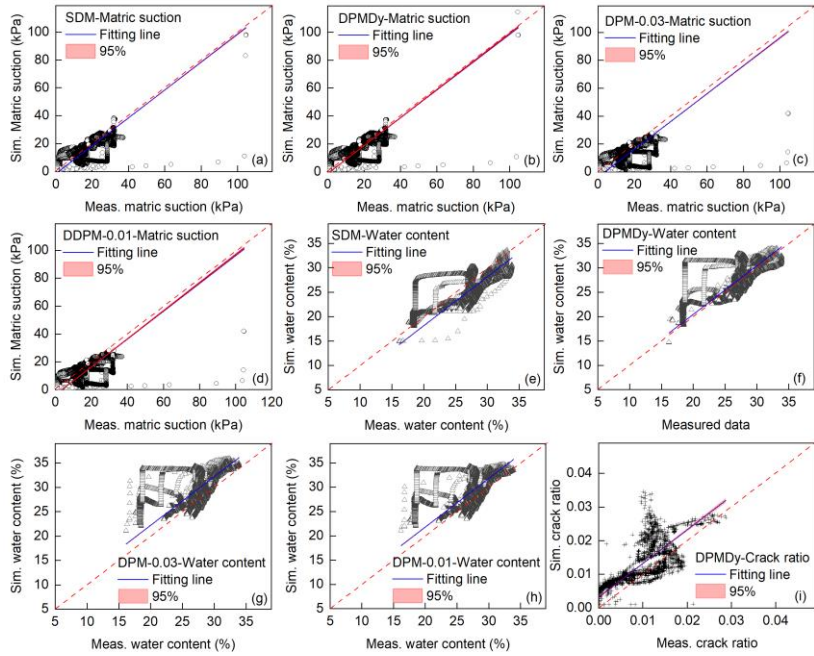 SDM-Matric suction
Fitting line
95%
Sim. Matric suction (kPa)
120
100
80
60
40
20
0
0 20 40 60 80 100 120
Meas. matric suction (kPa)
(a)
DPMDy-Matric suction
Fitting line
95%
Sim. Matric suction (kPa)
120
100
80
60
40
20
0
0 20 40 60 80 100 120
Meas. matric suction (kPa)
(b)
DPM-0.03-Matric suction
Fitting line
95%
Sim. Matric suction (kPa)
120
100
80
60
40
20
0
0 20 40 60 80 100 120
Meas. matric suction (kPa)
(c)
DDPM-0.01-Matric suction
Fitting line
95%
Sim. Matric suction (kPa)
120
100
80
60
40
20
0
0 20 40 60 80 100 120
Meas. matric suction (kPa)
(d)
SDM-Water content
Fitting line
95%
Sim. water content (%)
35
30
25
20
15
10
5
5 10 15 20 25 30 35
Meas. water content (%)
(e)
DPMDy-Water content
Fitting line
95%
Sim. water content (%)
35
30
25
20
15
10
5
5 10 15 20 25 30 35
Measured data
(f)
DPM-0.03-Water content
Fitting line
95%
Sim. water content (%)
35
30
25
20
15
10
5
5 10 15 20 25 30 35
Meas. water content (%)
(g)
DPM-0.01-Water content
Fitting line
95%
Sim. water content (%)
35
30
25
20
15
10
5
5 10 15 20 25 30 35
Meas. water content (%)
(h)
DPMDy-Crack ratio
Fitting line
95%
Sim. crack ratio
0.04
0.03
0.02
0.01
0.00
0.00 0.01 0.02 0.03 0.04
Meas. crack ratio
(i)